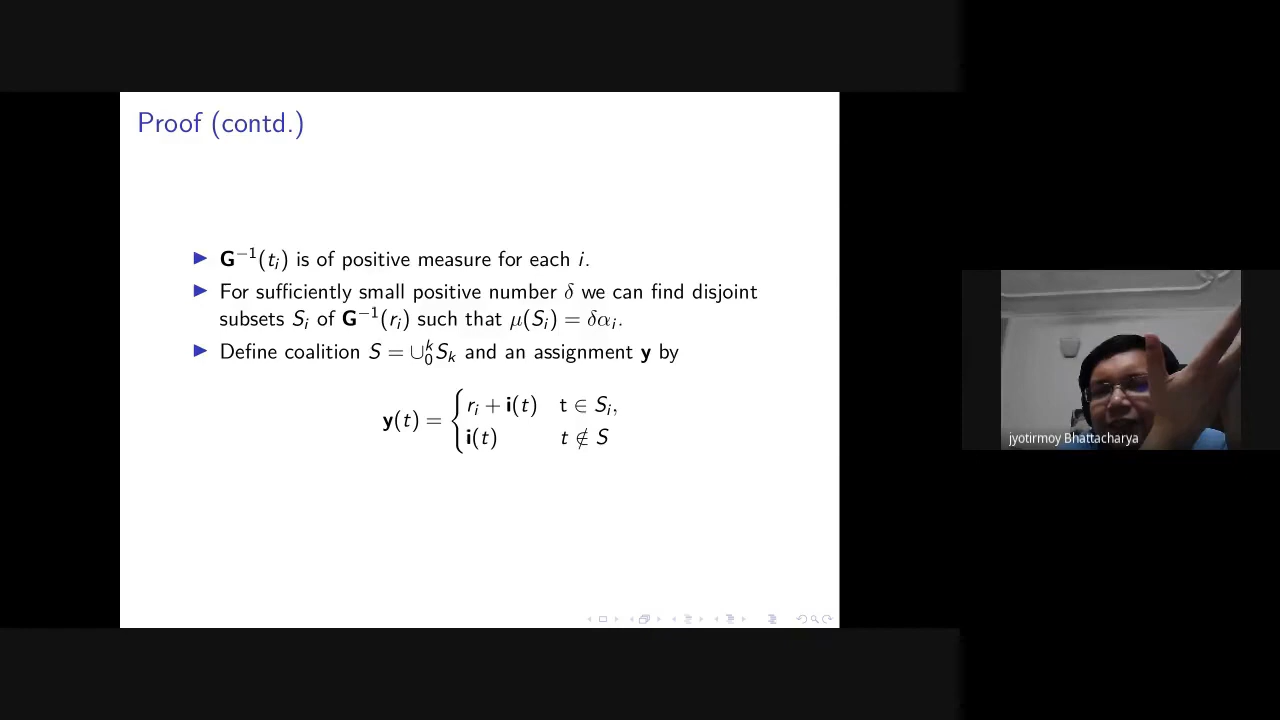 Proof (contd.)
▶ G⁻¹(tᵢ) is of positive measure for each i.
▶ For sufficiently small positive number δ we can find disjoint
subsets Sᵢ of G⁻¹(rᵢ) such that μ(Sᵢ) = δαᵢ.
▶ Define coalition S = ∪₀ᵏSₖ and an assignment y by
y(t) = { rᵢ + i(t) t ∈ Sᵢ,
i(t) t ∉ S
jyotirmoy Bhattacharya